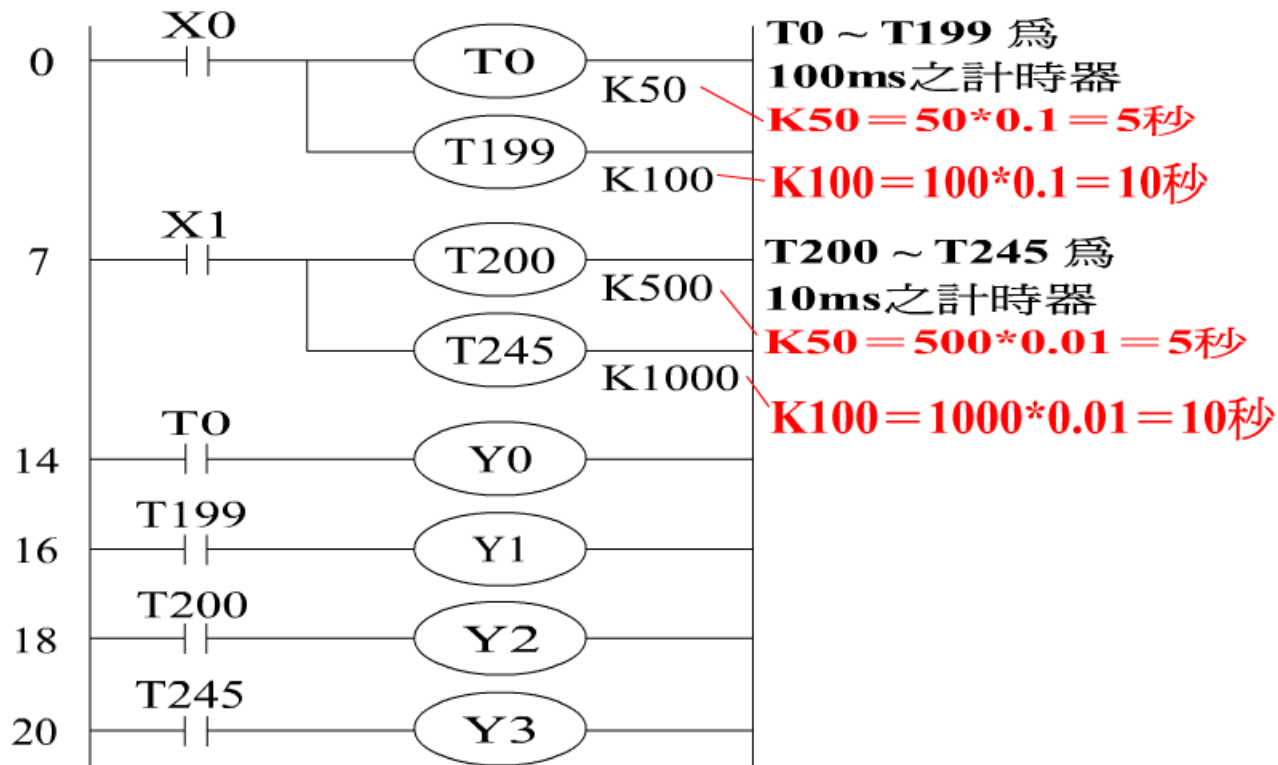 X0
0
T0
K50
T0 ~ T199 爲
100ms之計時器
K50＝50*0.1＝5秒
T199
K100
K100＝100*0.1＝10秒
X1
7
T200
K500
T200 ~ T245 爲
10ms之計時器
K50＝500*0.01＝5秒
T245
K1000
K100＝1000*0.01＝10秒
T0
14
Y0
T199
16
Y1
T200
18
Y2
T245
20
Y3